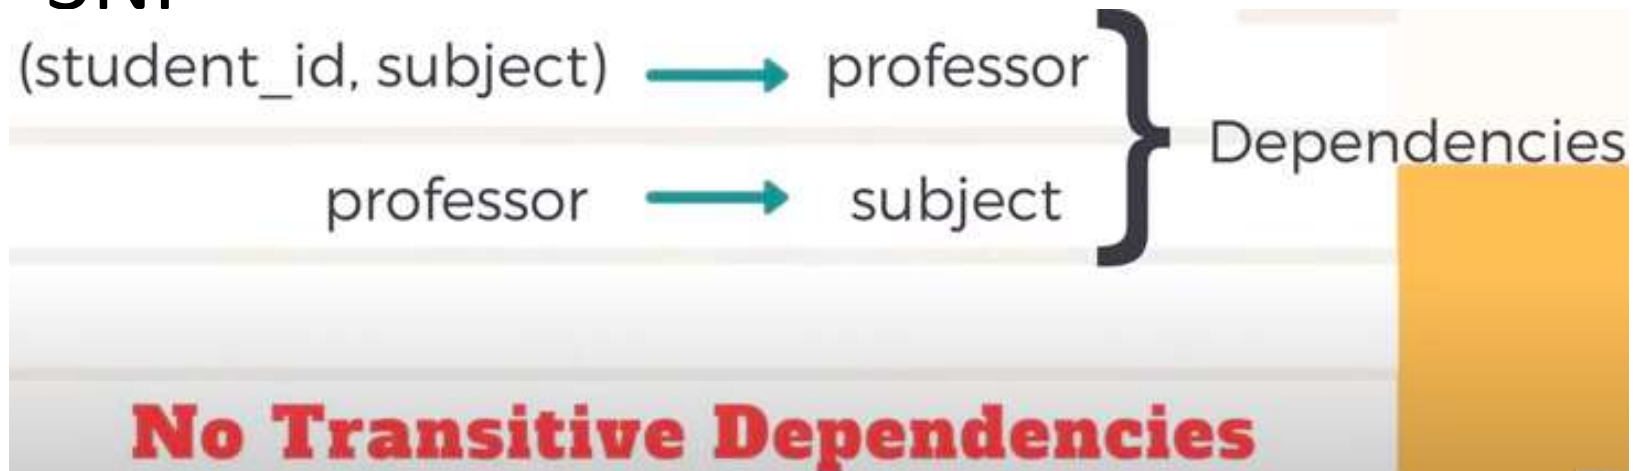 (student_id, subject) → professor
Dependencies
professor → subject
No Transitive Dependencies